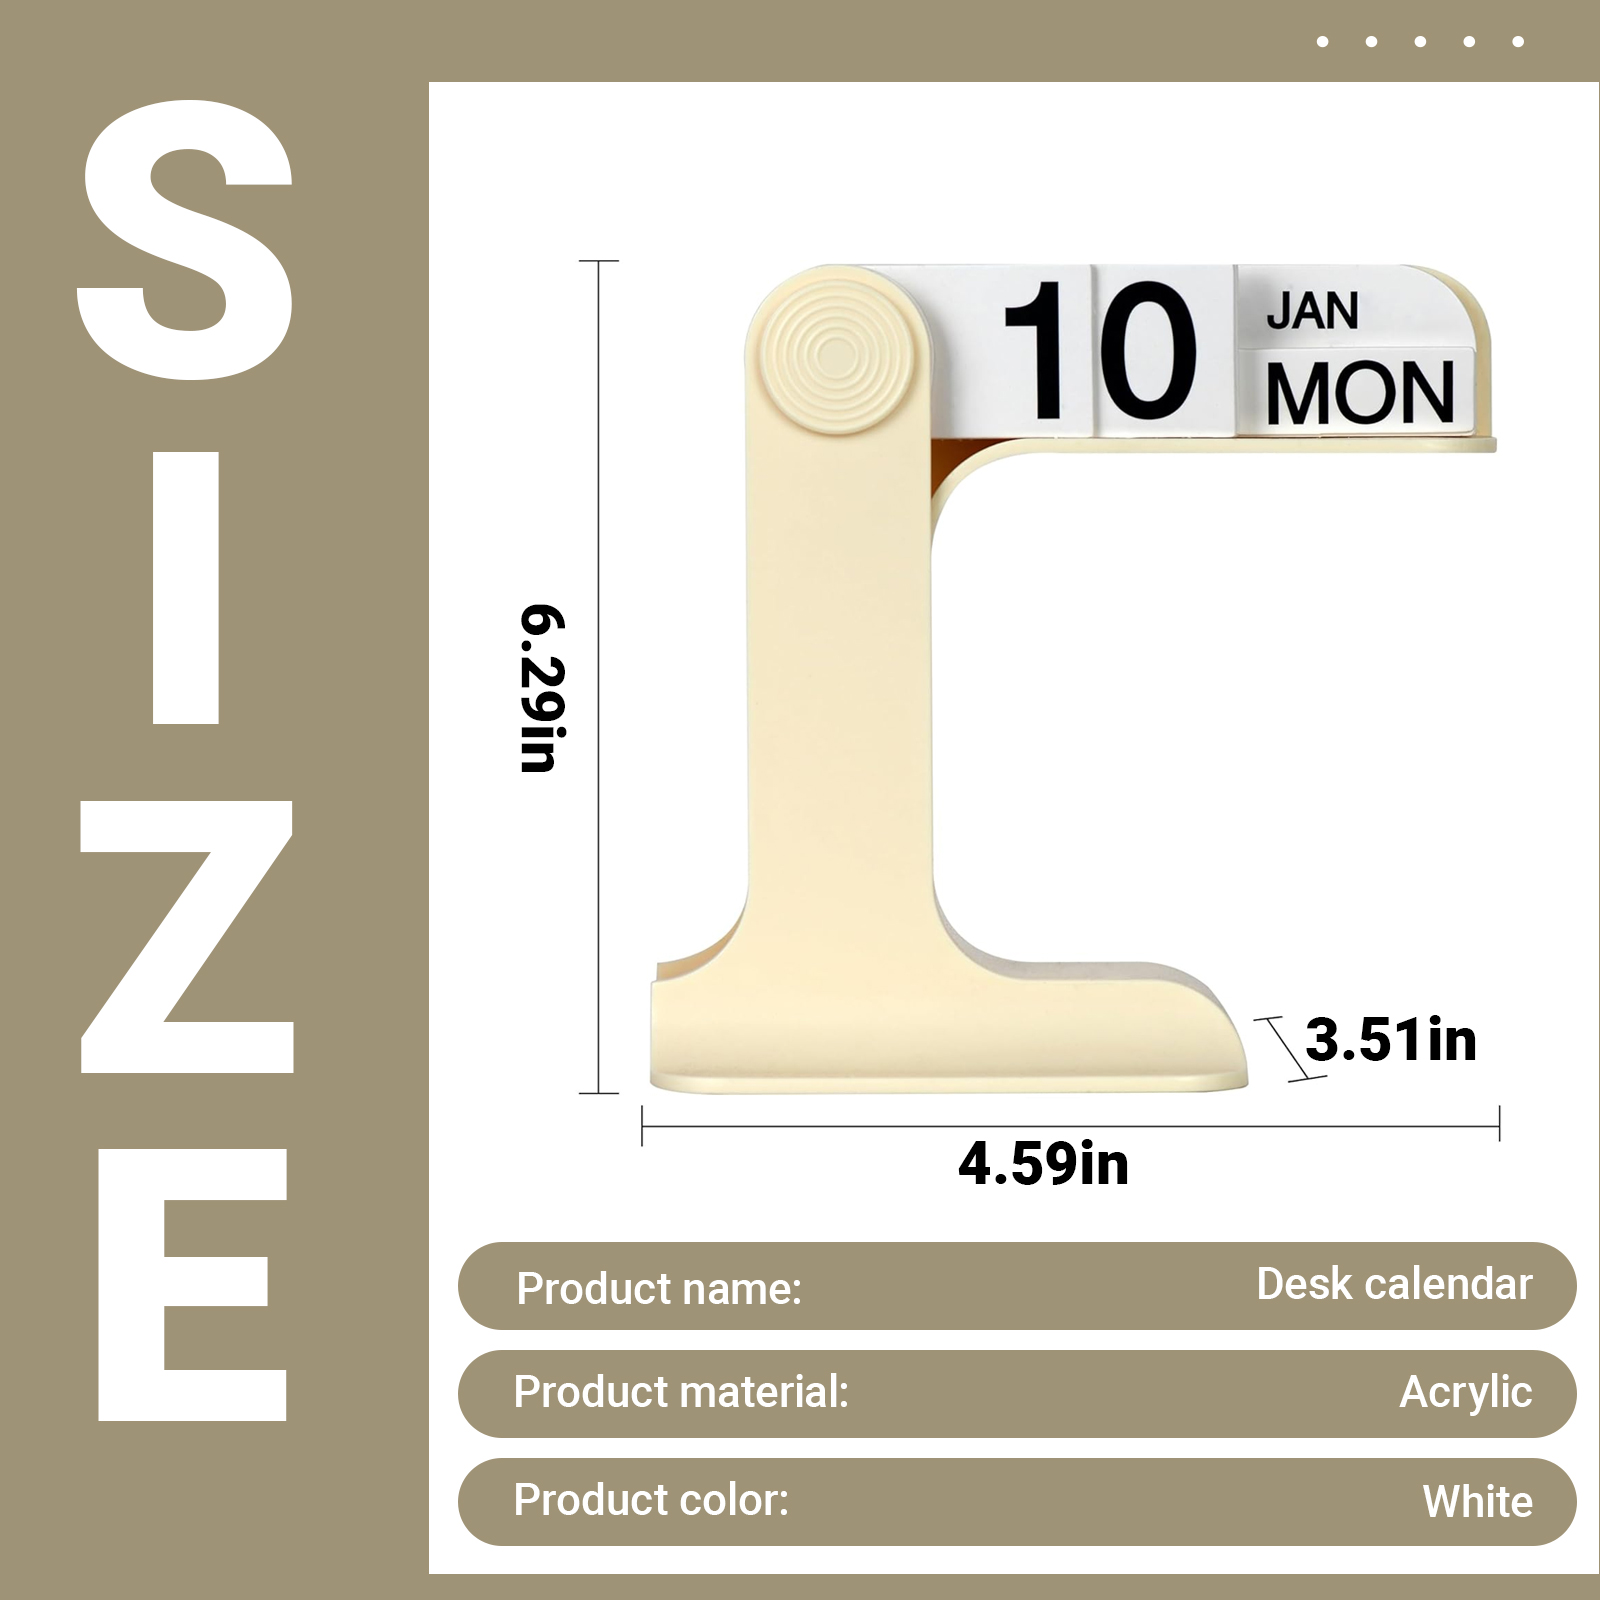 SIZE
10
JAN
MON
6.29in
3.51in
4.59in
Product name: Desk calendar
Product material: Acrylic
Product color: White